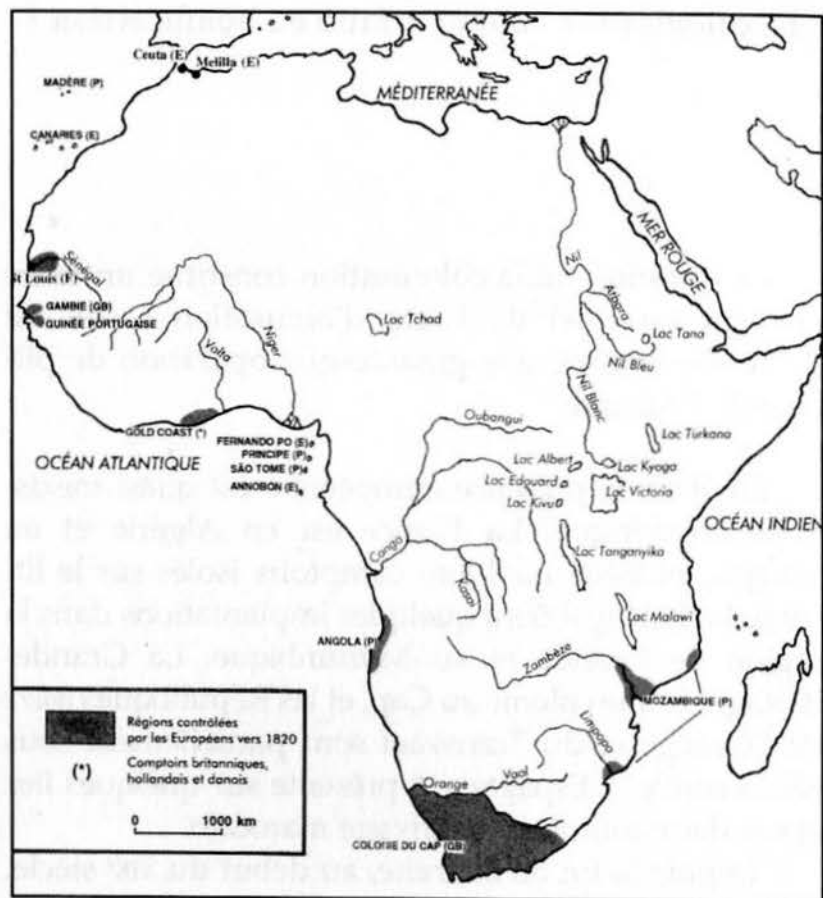 Ceuta (E)
Melilla (E)
MADÈRE (P)
MÉDITERRANÉE
CANARIES (E)
MER ROUGE
Sénégal
Nil
Atbara
GAMBIE (GB)
GUINÉE PORTUGAISE
Lac Tchad
Lac Tana
Niger
Volta
Nil Bleu
Nil Blanc
GOLD COAST (*)
Oubangui
Lac Turkana
FERNANDO PO (E)
PRINCIPE (P)
OCÉAN ATLANTIQUE
SÃO TOME (P)
Lac Albert
Lac Kyoga
ANNOBON (E)
Lac Edouard
Lac Victoria
Lac Kivu
OCÉAN INDIEN
Congo
Lac Tanganyika
Kasaï
ANGOLA (P)
Lac Malawi
Zambèze
MOZAMBIQUE (P)
Limpopo
Vaal
Orange
COLONIE DU CAP (GB)
Régions contrôlées
par les Européens vers 1820
(*)
Comptoirs britanniques,
hollandais et danois
0 1000 km